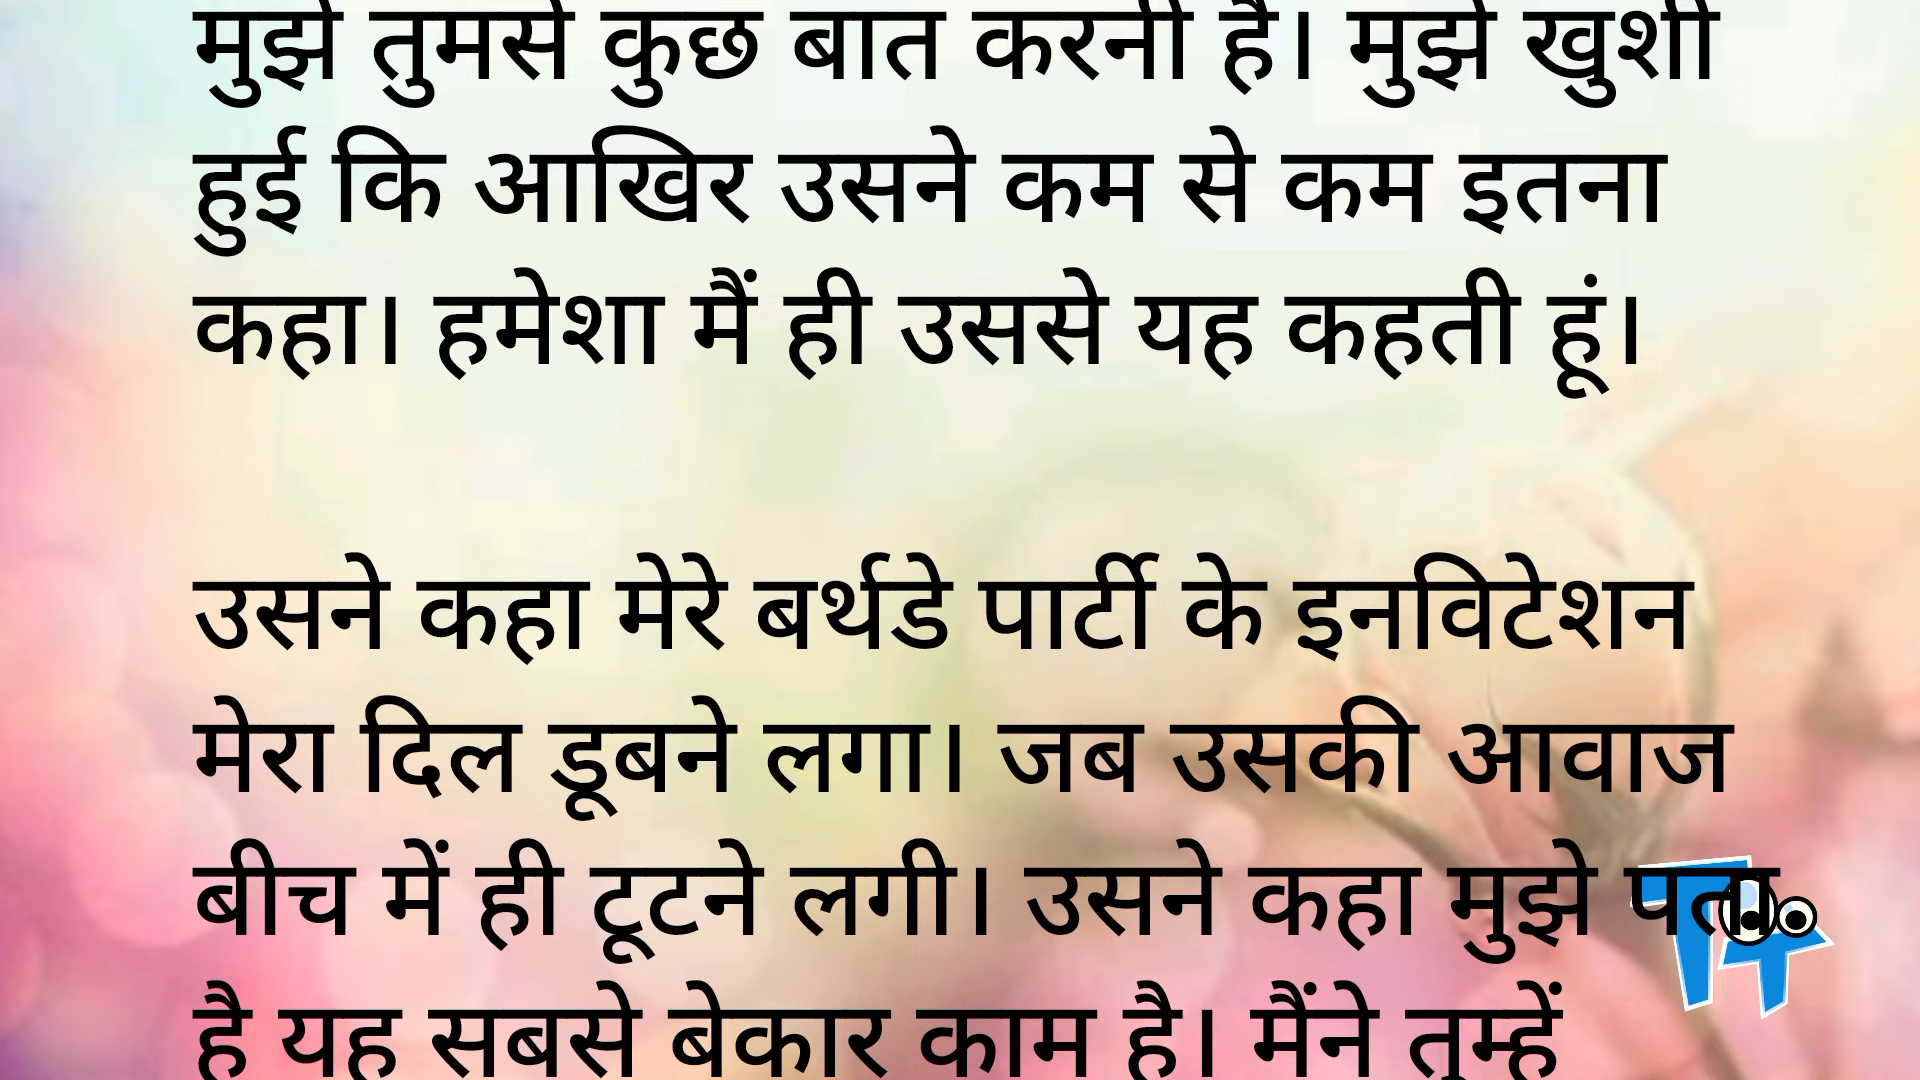 मुझे तुमसे कुछ बात करनी है। मुझे खुशी
हुई कि आखिर उसने कम से कम इतना
कहा। हमेशा मैं ही उससे यह कहती हूं।
उसने कहा मेरे बर्थडे पार्टी के इनविटेशन
मेरा दिल डूबने लगा। जब उसकी आवाज
बीच में ही टूटने लगी। उसने कहा मुझे पता
है यह सबसे बेकार काम है। मैंने तुम्हें